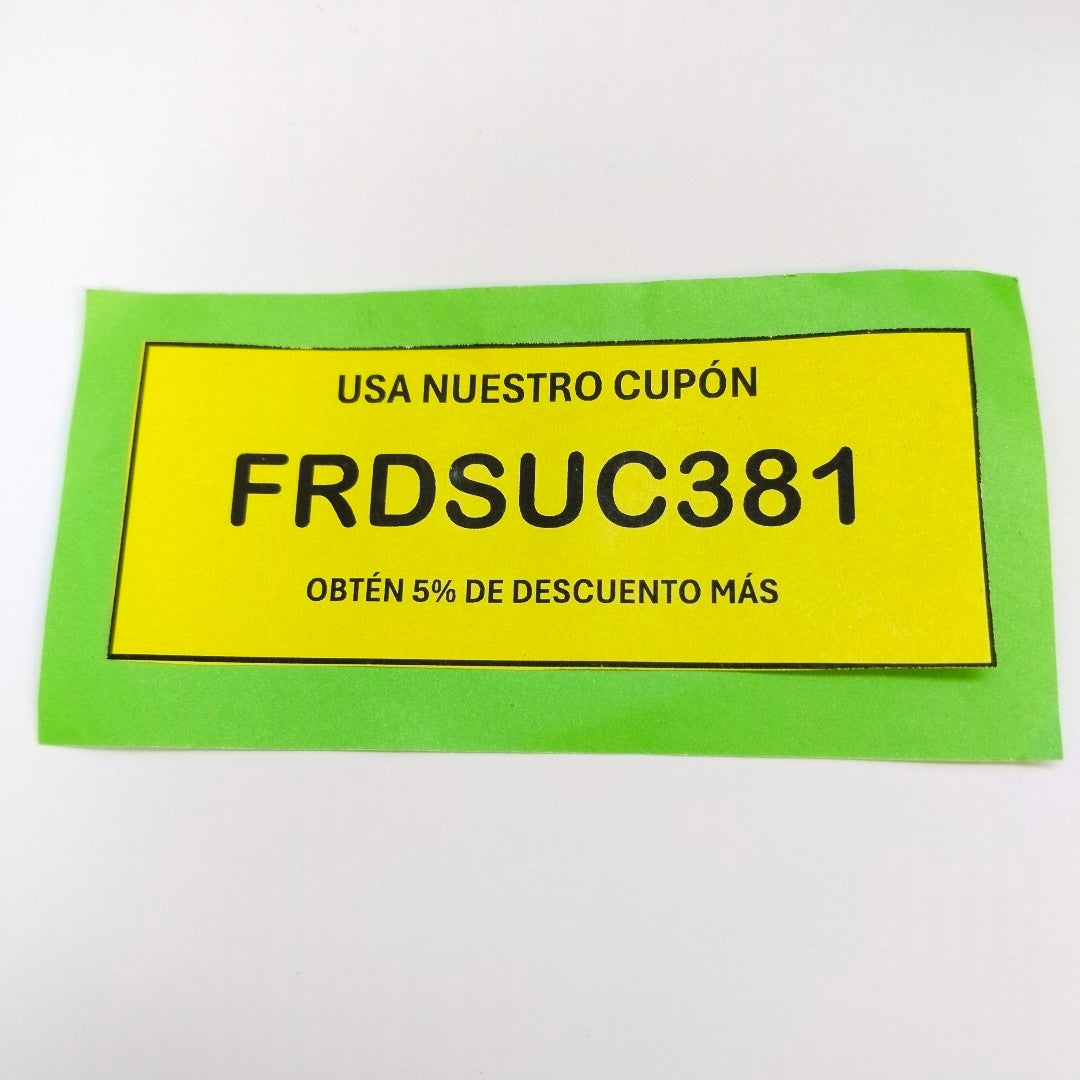 USA NUESTRO CUPÓN
FRDSUC381
OBTÉN 5% DE DESCUENTO MÁS